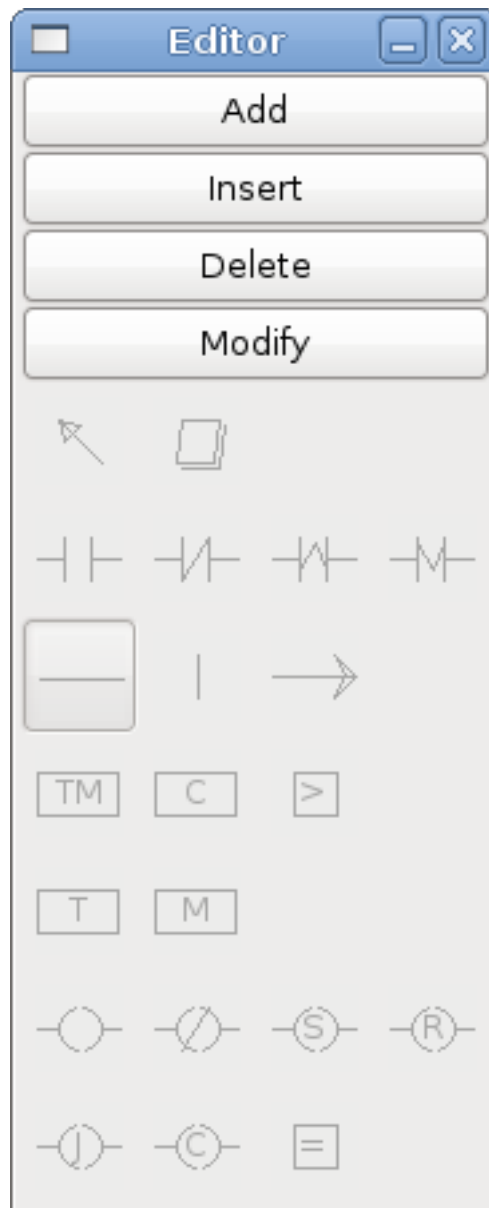 Editor
Add
Insert
Delete
Modify
TM C >
T M
S R
J C =